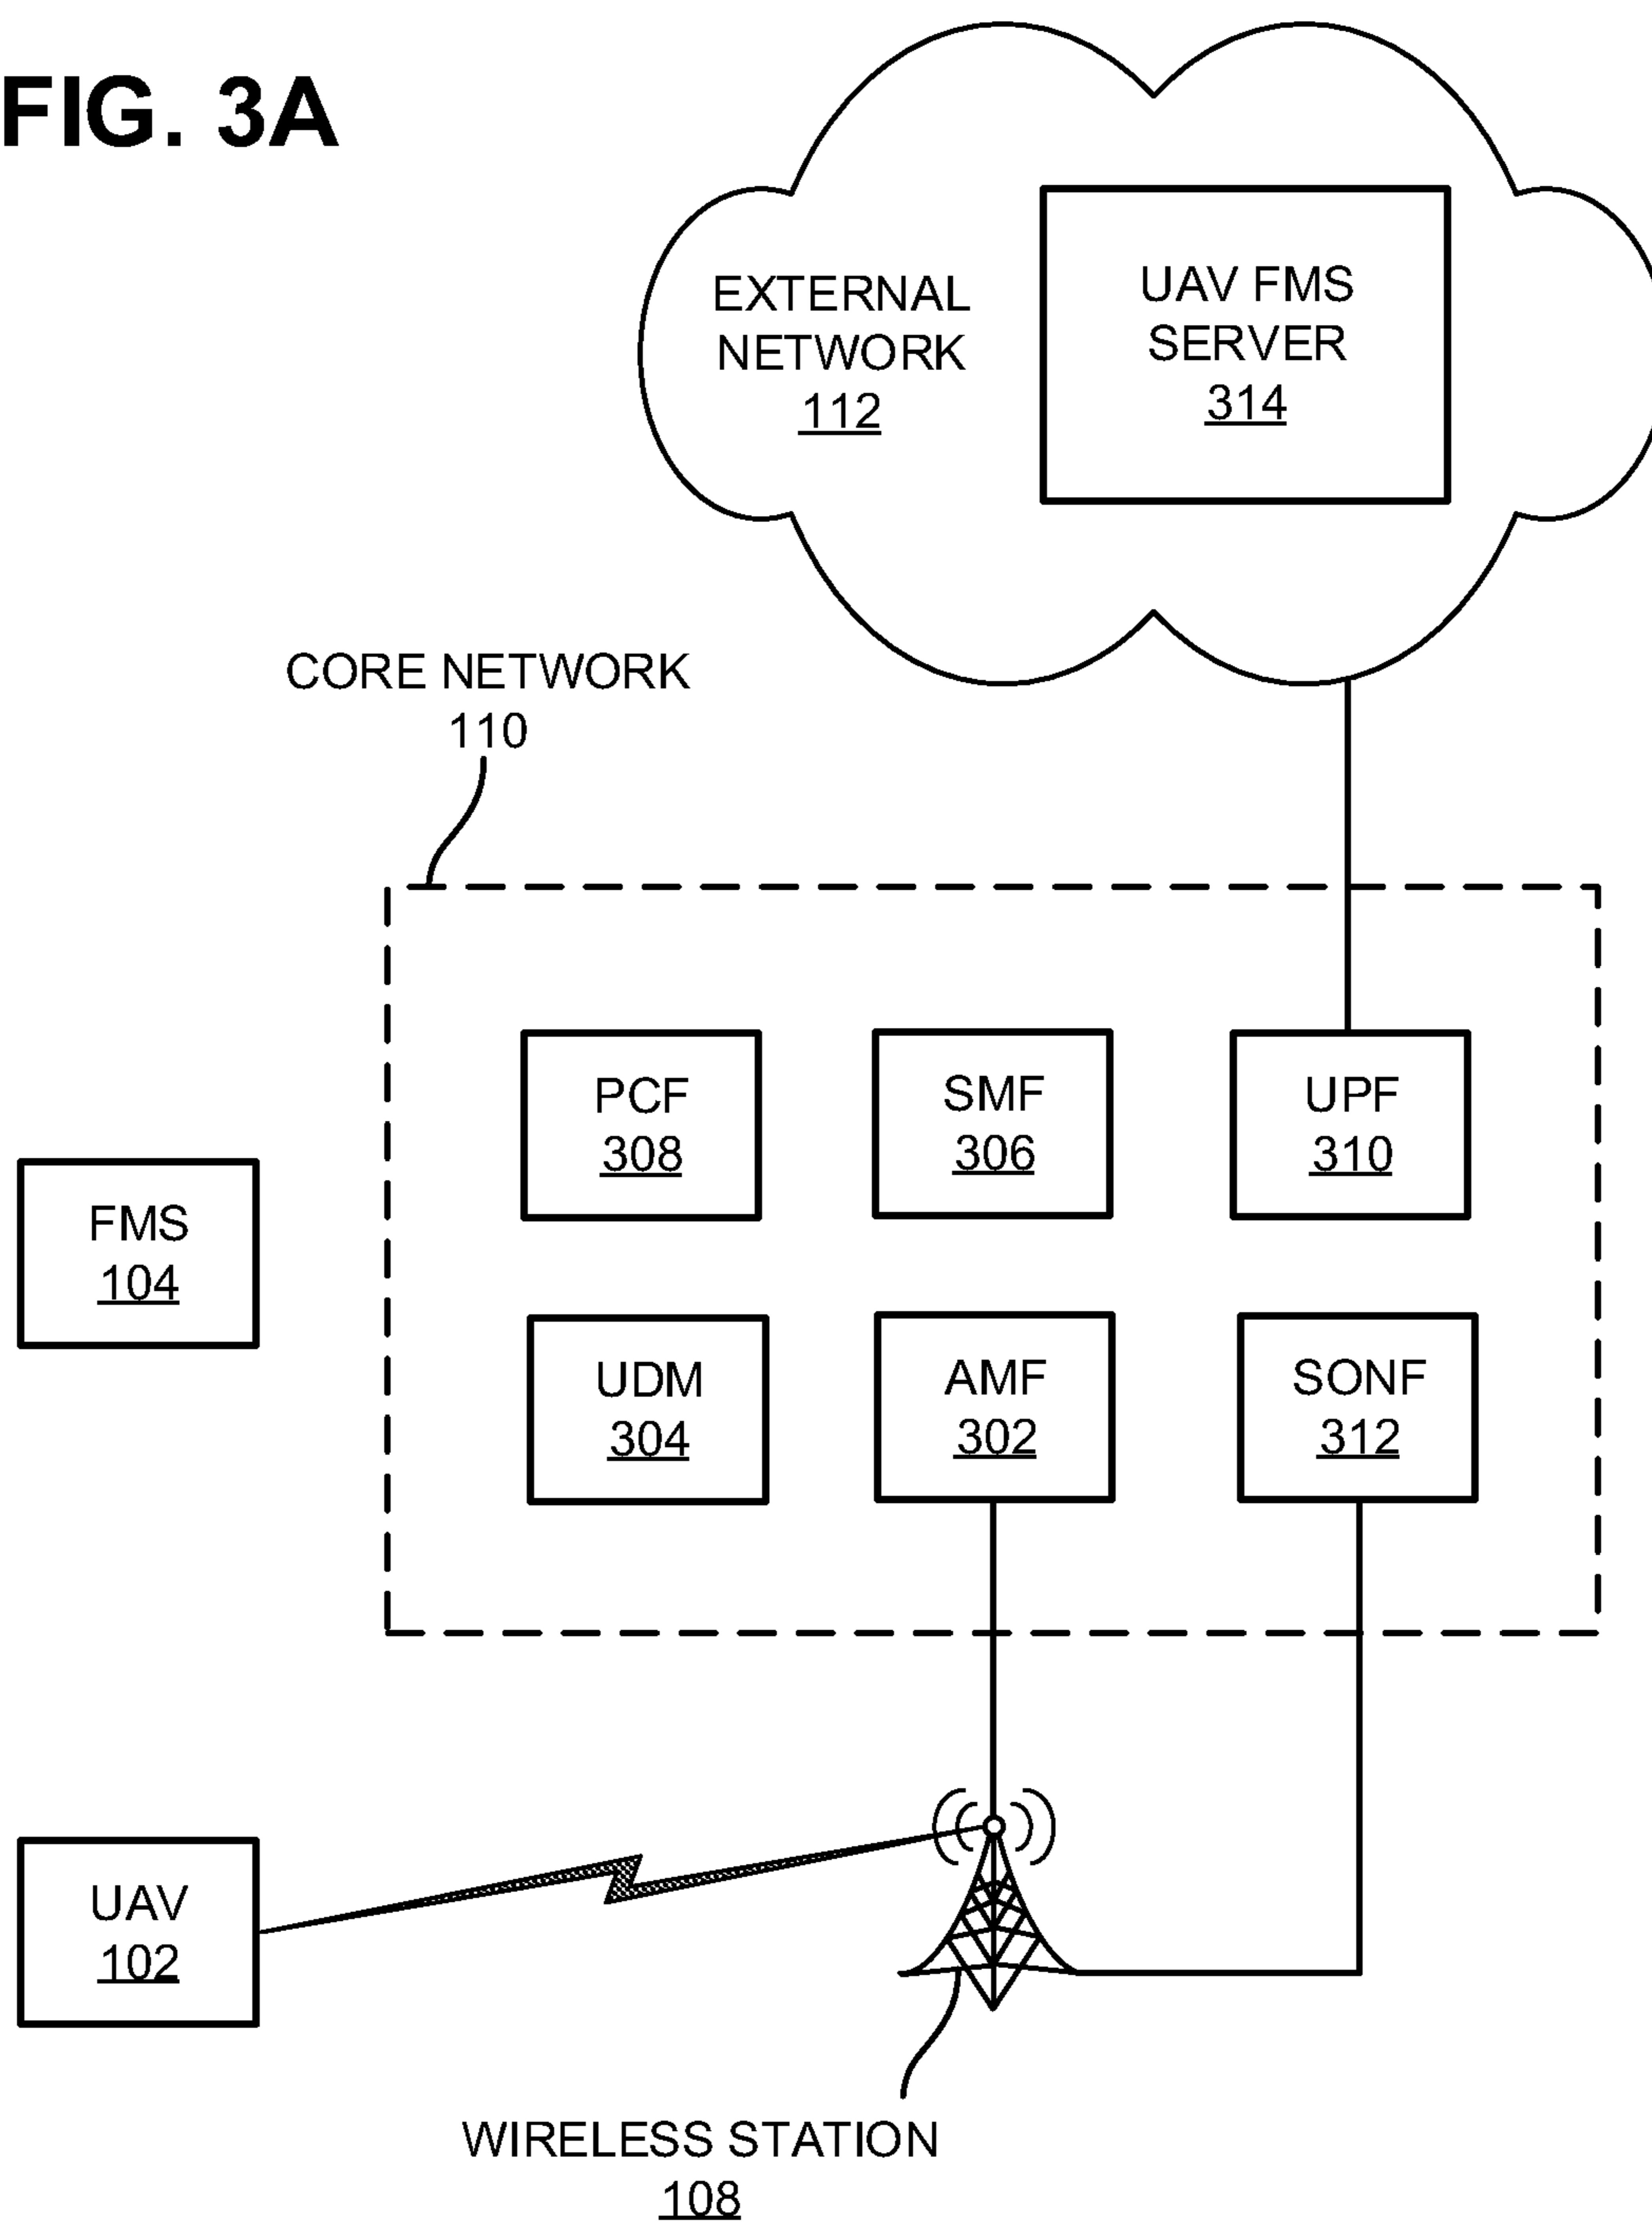 FIG. 3A
EXTERNAL
NETWORK
112
UAV FMS
SERVER
314
CORE NETWORK
110
PCF
308
SMF
306
UPF
310
FMS
104
UDM
304
AMF
302
SONF
312
UAV
102
WIRELESS STATION
108